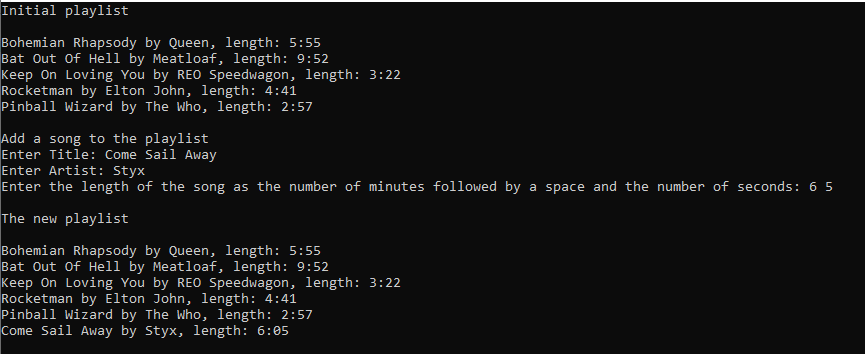 Initial playlist
Bohemian Rhapsody by Queen, length: 5:55
Bat Out Of Hell by Meatloaf, length: 9:52
Keep On Loving You by REO Speedwagon, length: 3:22
Rocketman by Elton John, length: 4:41
Pinball Wizard by The Who, length: 2:57
Add a song to the playlist
Enter Title: Come Sail Away
Enter Artist: Styx
Enter the length of the song as the number of minutes followed by a space and the number of seconds: 6 5
The new playlist
Bohemian Rhapsody by Queen, length: 5:55
Bat Out Of Hell by Meatloaf, length: 9:52
Keep On Loving You by REO Speedwagon, length: 3:22
Rocketman by Elton John, length: 4:41
Pinball Wizard by The Who, length: 2:57
Come Sail Away by Styx, length: 6:05